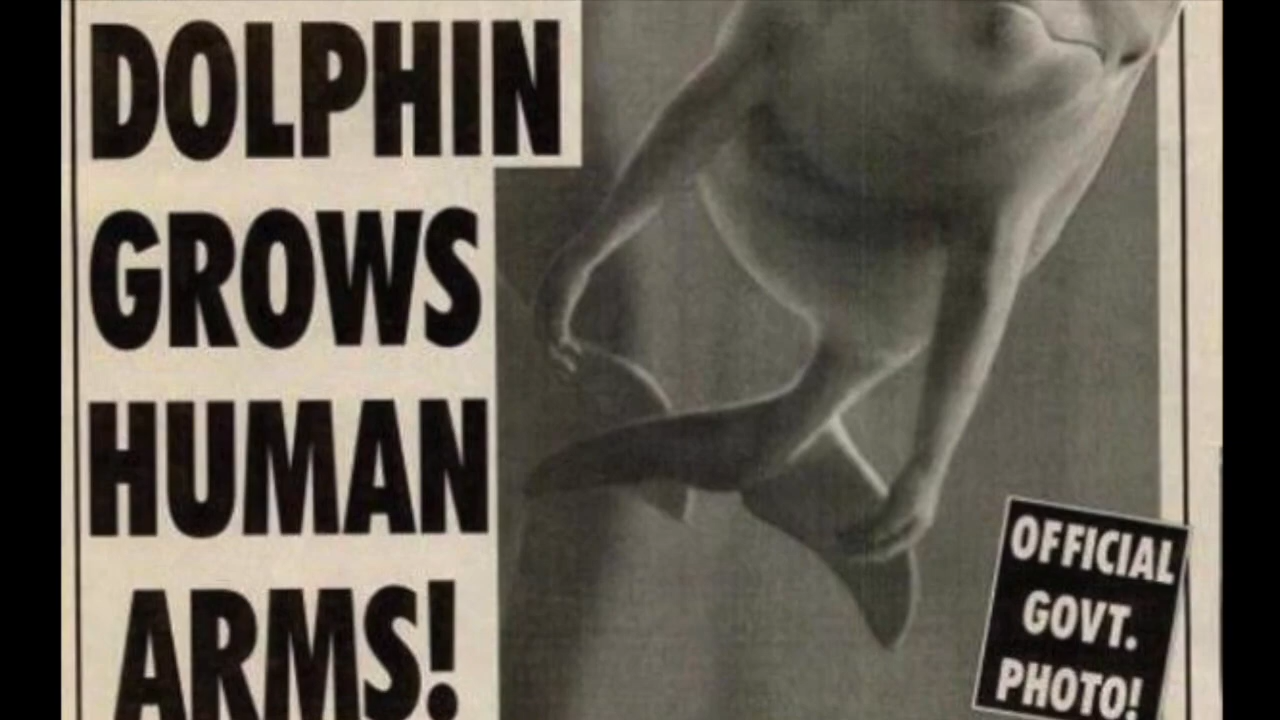 DOLPHIN
GROWS
HUMAN
ARMS!
OFFICIAL
GOVT.
PHOTO!